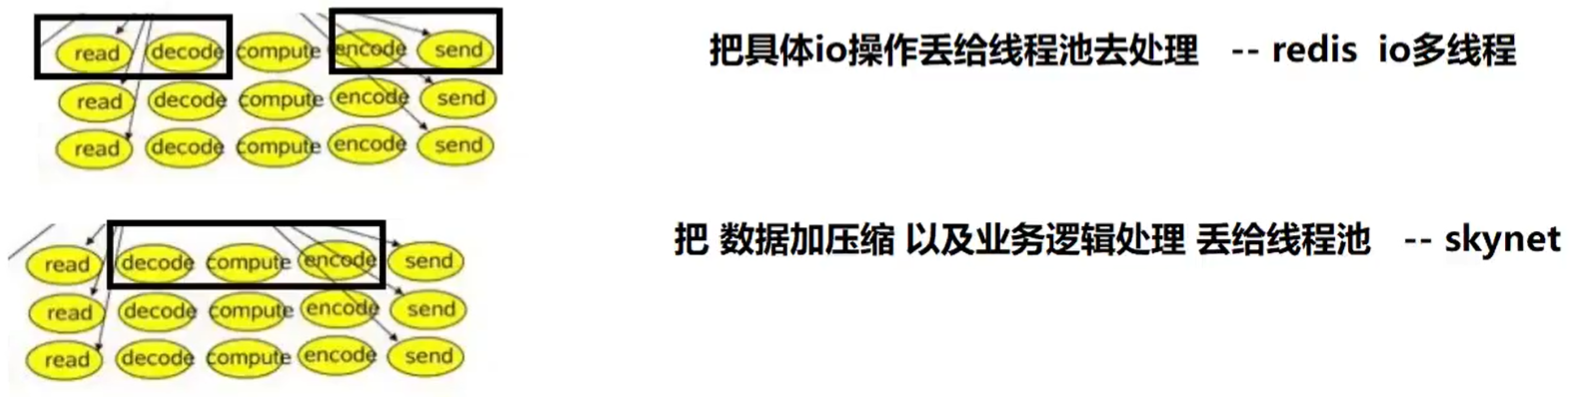 read decode compute encode send
read decode compute encode send
read decode compute encode send
把具体io操作丢给线程池去处理 -- redis io多线程
read decode compute encode send
read decode compute encode send
read decode compute encode send
把 数据加压缩 以及业务逻辑处理 丢给线程池 -- skynet